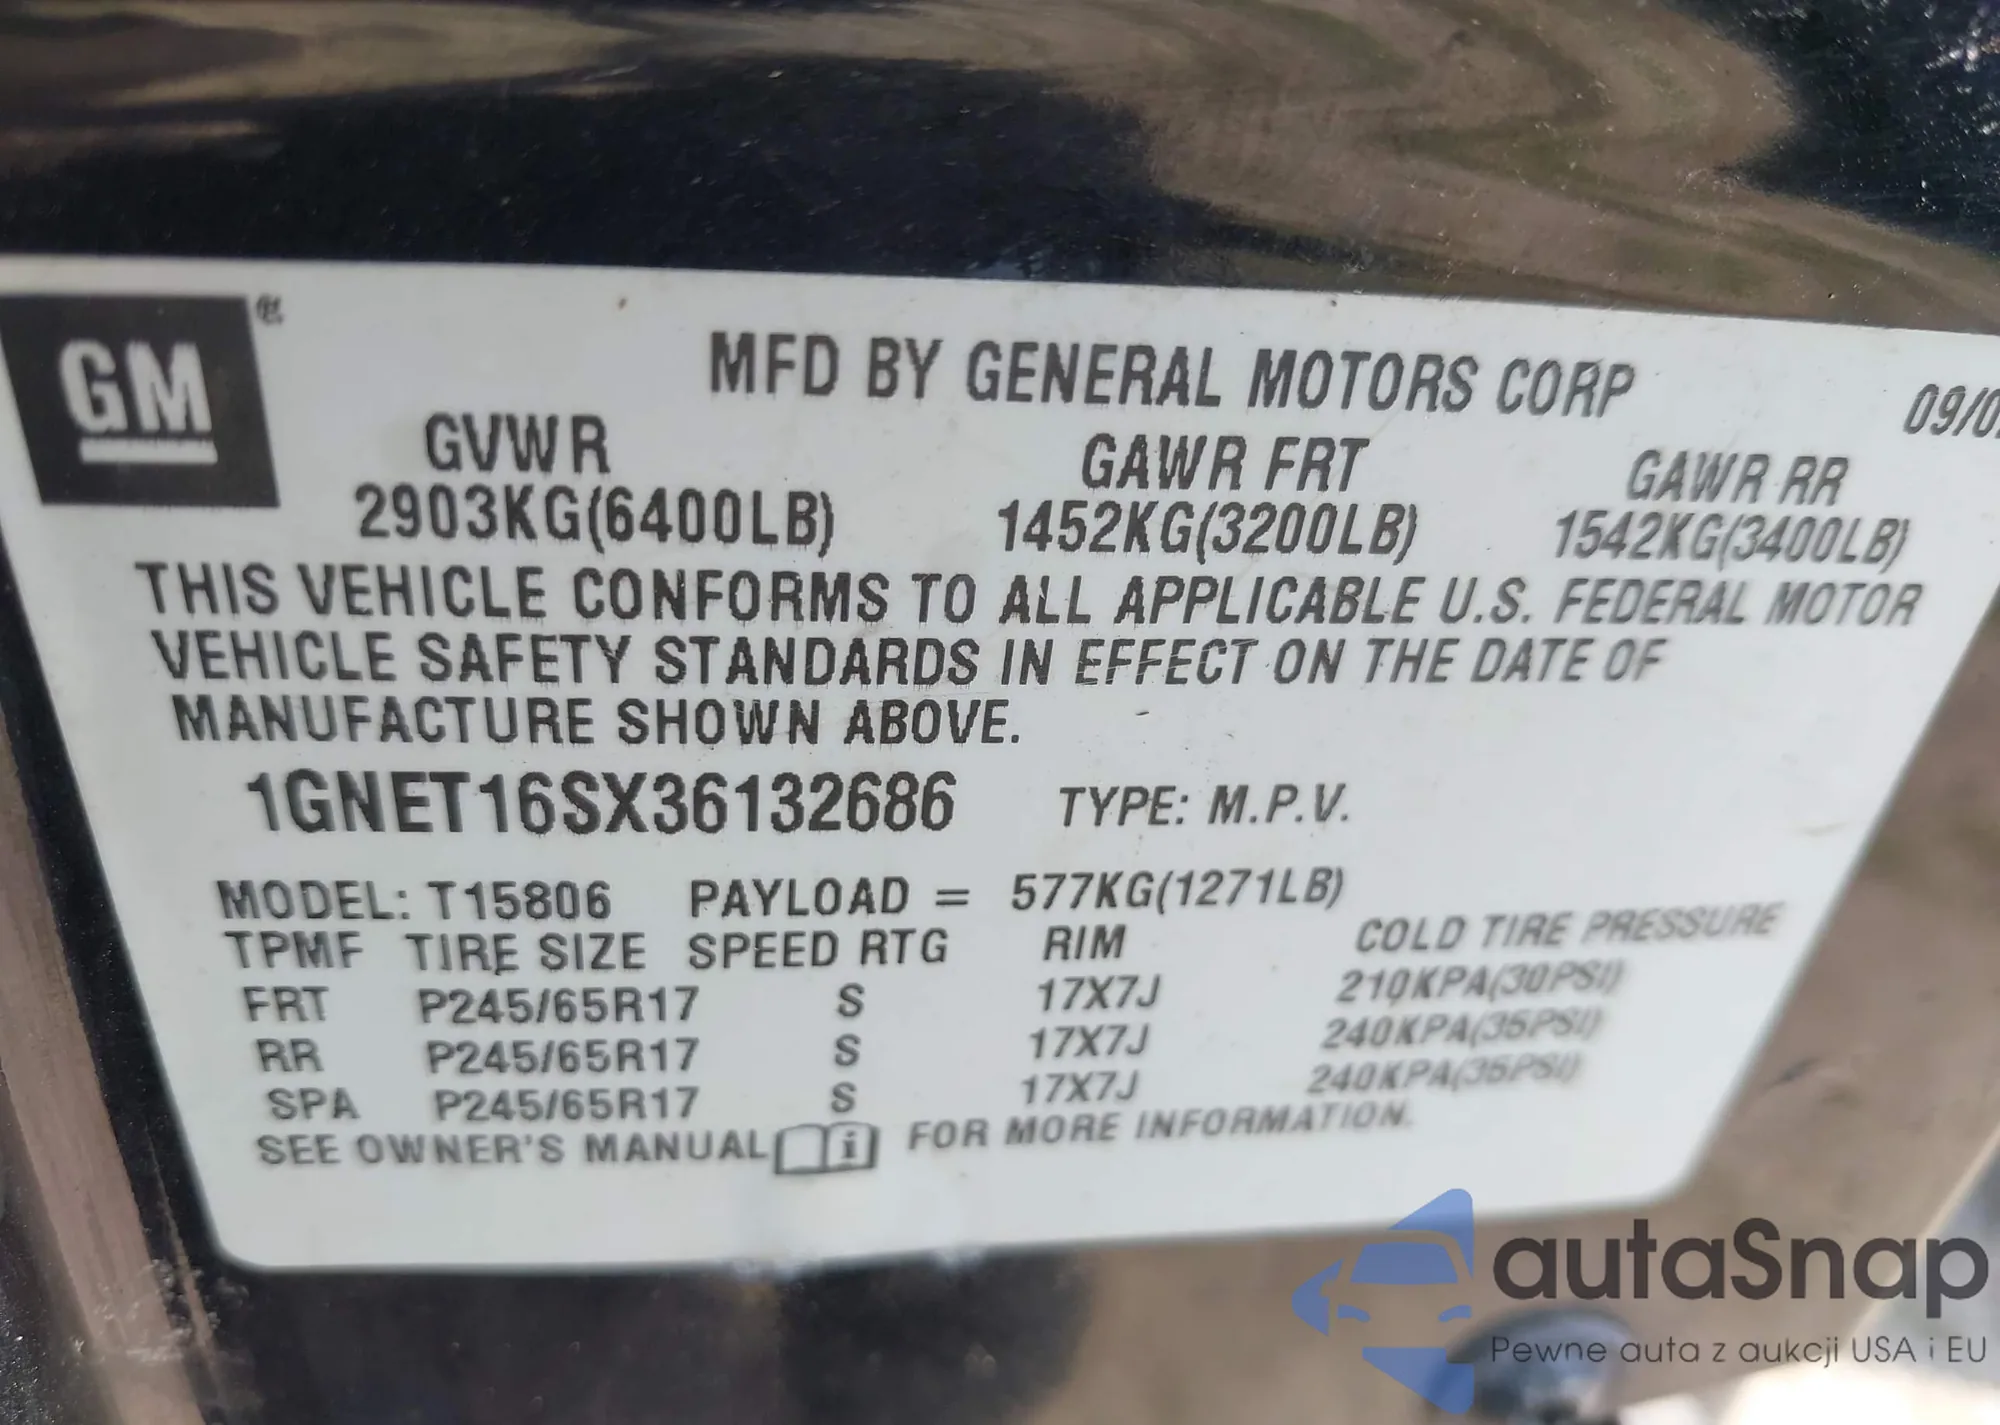 GM
MFD BY GENERAL MOTORS CORP 09/0
GVWR GAWR FRT GAWR RR
2903KG(6400LB) 1452KG(3200LB) 1542KG(3400LB)
THIS VEHICLE CONFORMS TO ALL APPLICABLE U.S. FEDERAL MOTOR
VEHICLE SAFETY STANDARDS IN EFFECT ON THE DATE OF
MANUFACTURE SHOWN ABOVE.
1GNET16SX36132686 TYPE: M.P.V.
MODEL: T15806 PAYLOAD = 577KG(1271LB)
TPMF TIRE SIZE SPEED RTG RIM COLD TIRE PRESSURE
FRT P245/65R17 S 17X7J 210KPA(30PSI)
RR P245/65R17 S 17X7J 240KPA(35PSI)
SPA P245/65R17 S 17X7J 240KPA(35PSI)
SEE OWNER'S MANUAL i FOR MORE INFORMATION.
autaSnap
Pewne auta z aukcji USA i EU